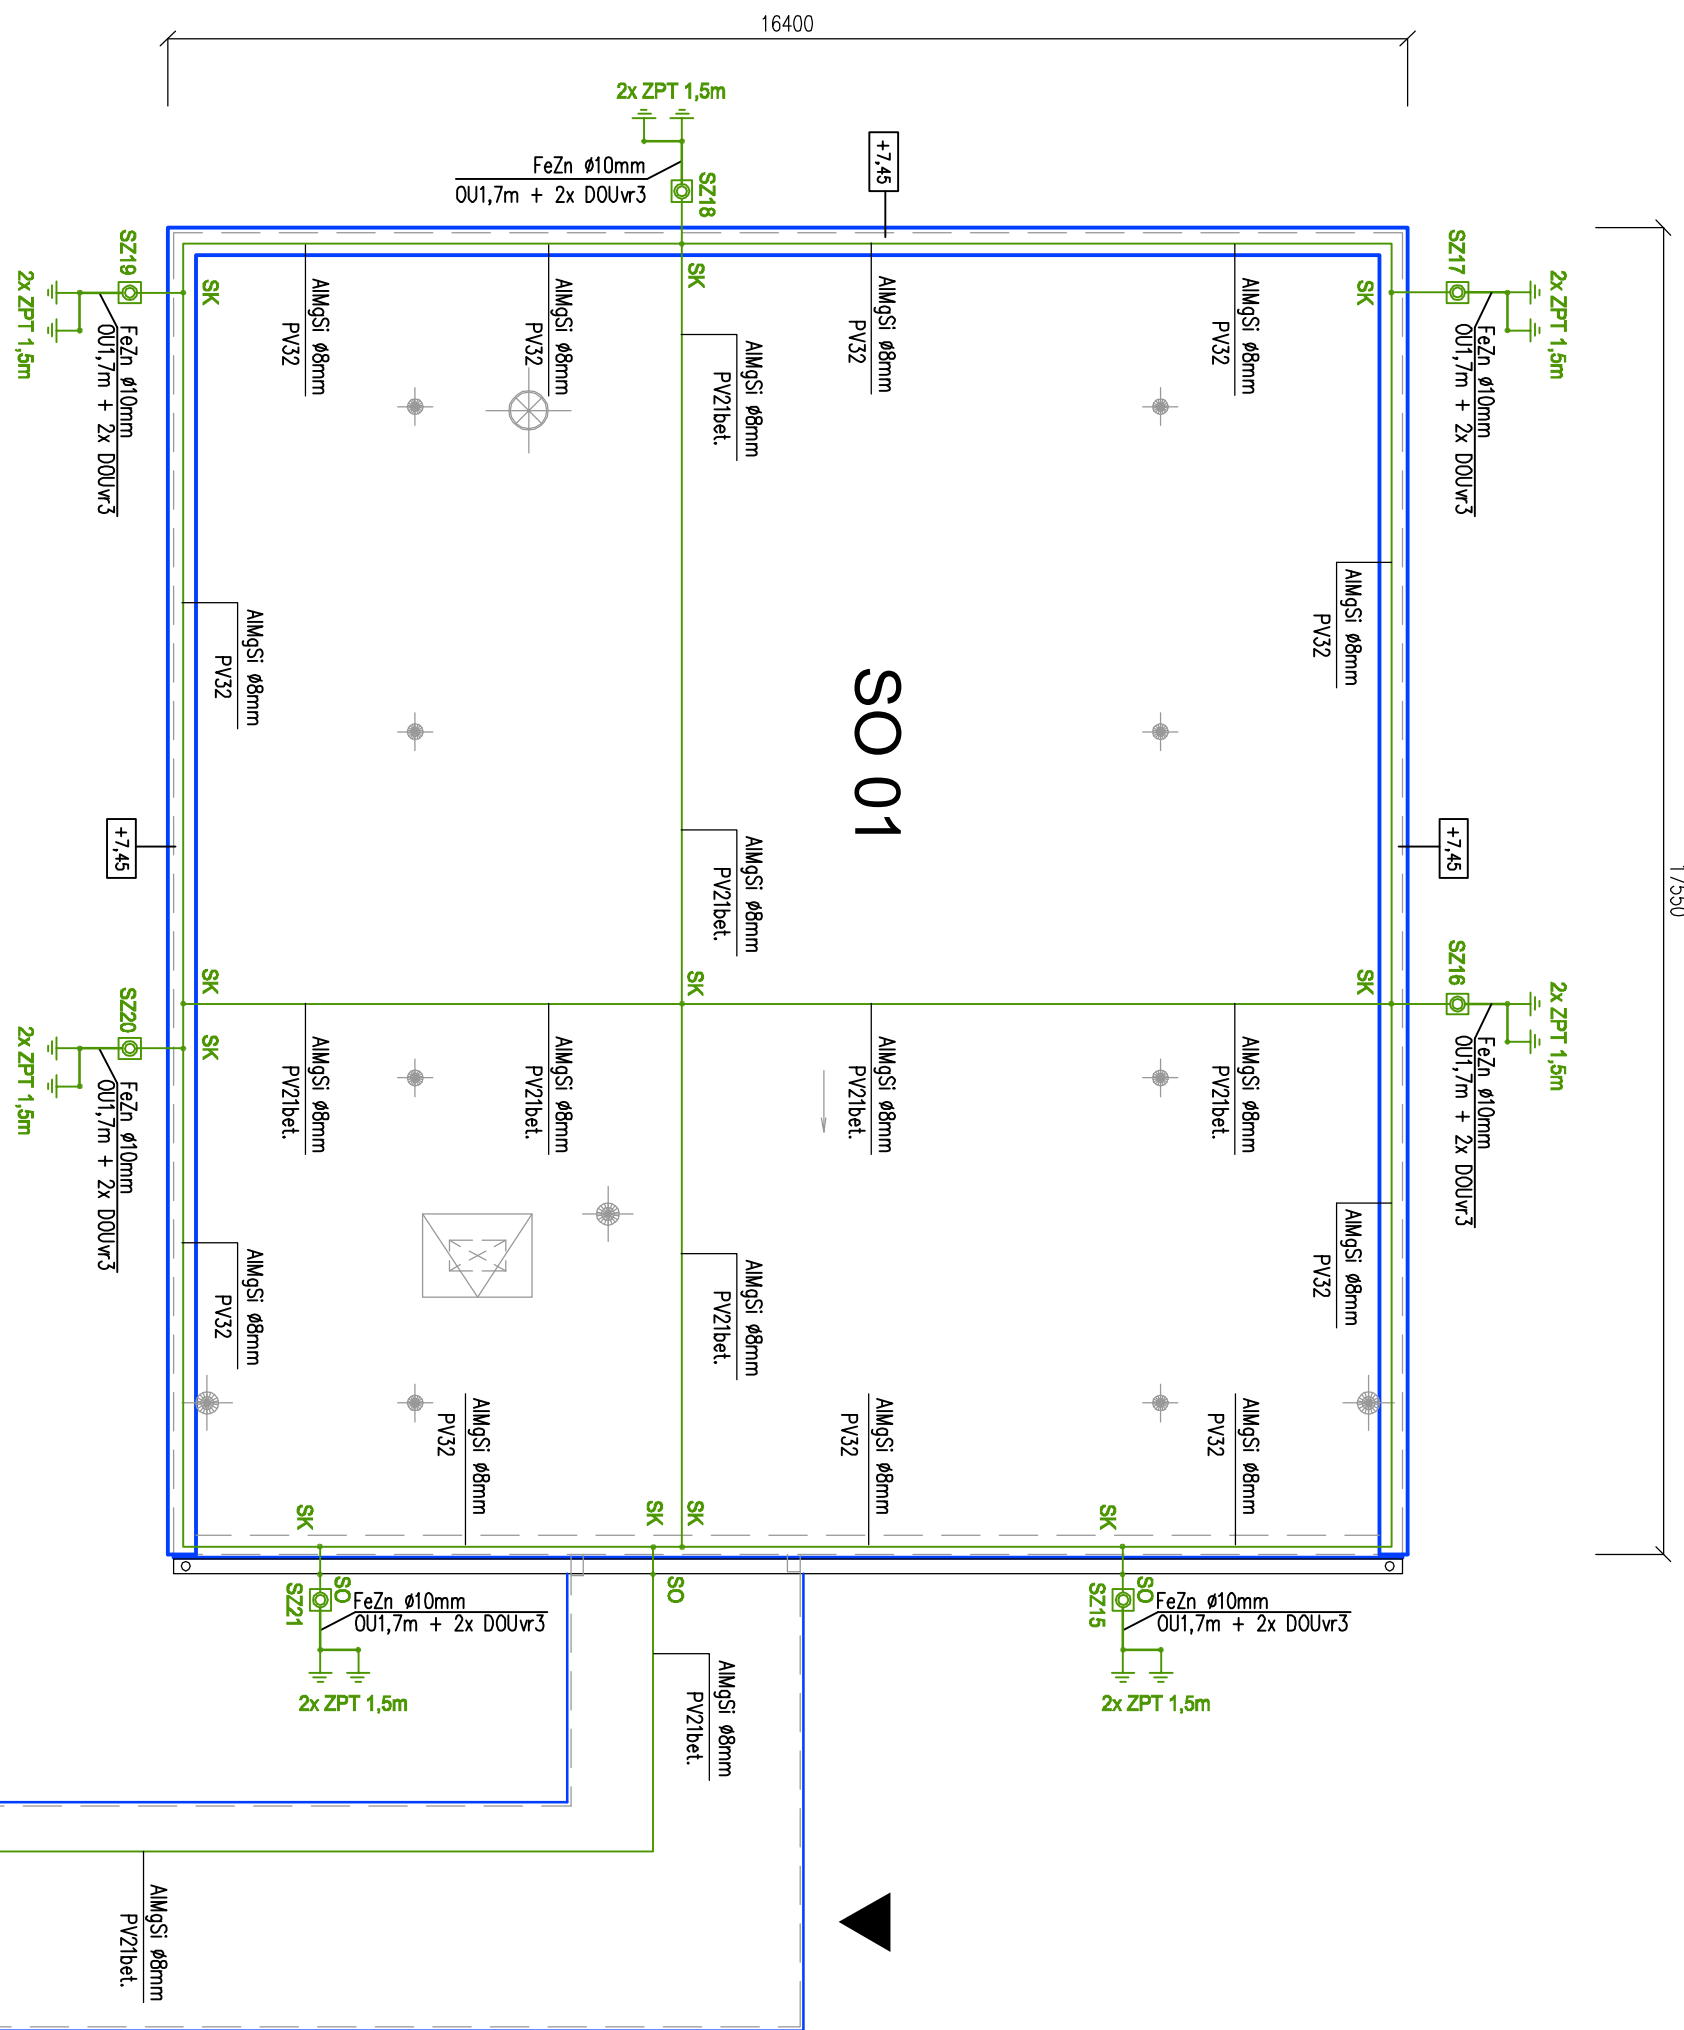 16400
2x ZPT 1,5m
FeZn ø10mm
OU1,7m + 2x DOUvr3
SZ18
+7,45
SZ19
2x ZPT 1,5m
FeZn ø10mm
OU1,7m + 2x DOUvr3
SZ17
2x ZPT 1,5m
FeZn ø10mm
OU1,7m + 2x DOUvr3
SK
SK
SK
AlMgSi ø8mm
PV32
AlMgSi ø8mm
PV32
AlMgSi ø8mm
PV21bet.
AlMgSi ø8mm
PV32
AlMgSi ø8mm
PV32
AlMgSi ø8mm
PV32
AlMgSi ø8mm
PV32
SO 01
+7,45
AlMgSi ø8mm
PV21bet.
+7,45
17550
SK
SK
SK
SK
SZ20
2x ZPT 1,5m
FeZn ø10mm
OU1,7m + 2x DOUvr3
SZ16
2x ZPT 1,5m
FeZn ø10mm
OU1,7m + 2x DOUvr3
AlMgSi ø8mm
PV21bet.
AlMgSi ø8mm
PV21bet.
AlMgSi ø8mm
PV21bet.
AlMgSi ø8mm
PV21bet.
AlMgSi ø8mm
PV32
AlMgSi ø8mm
PV21bet.
AlMgSi ø8mm
PV32
AlMgSi ø8mm
PV32
AlMgSi ø8mm
PV32
AlMgSi ø8mm
PV32
SK
SK
SK
SK
SO
SZ21
FeZn ø10mm
OU1,7m + 2x DOUvr3
2x ZPT 1,5m
SO
SO
SZ15
FeZn ø10mm
OU1,7m + 2x DOUvr3
2x ZPT 1,5m
AlMgSi ø8mm
PV21bet.
AlMgSi ø8mm
PV21bet.